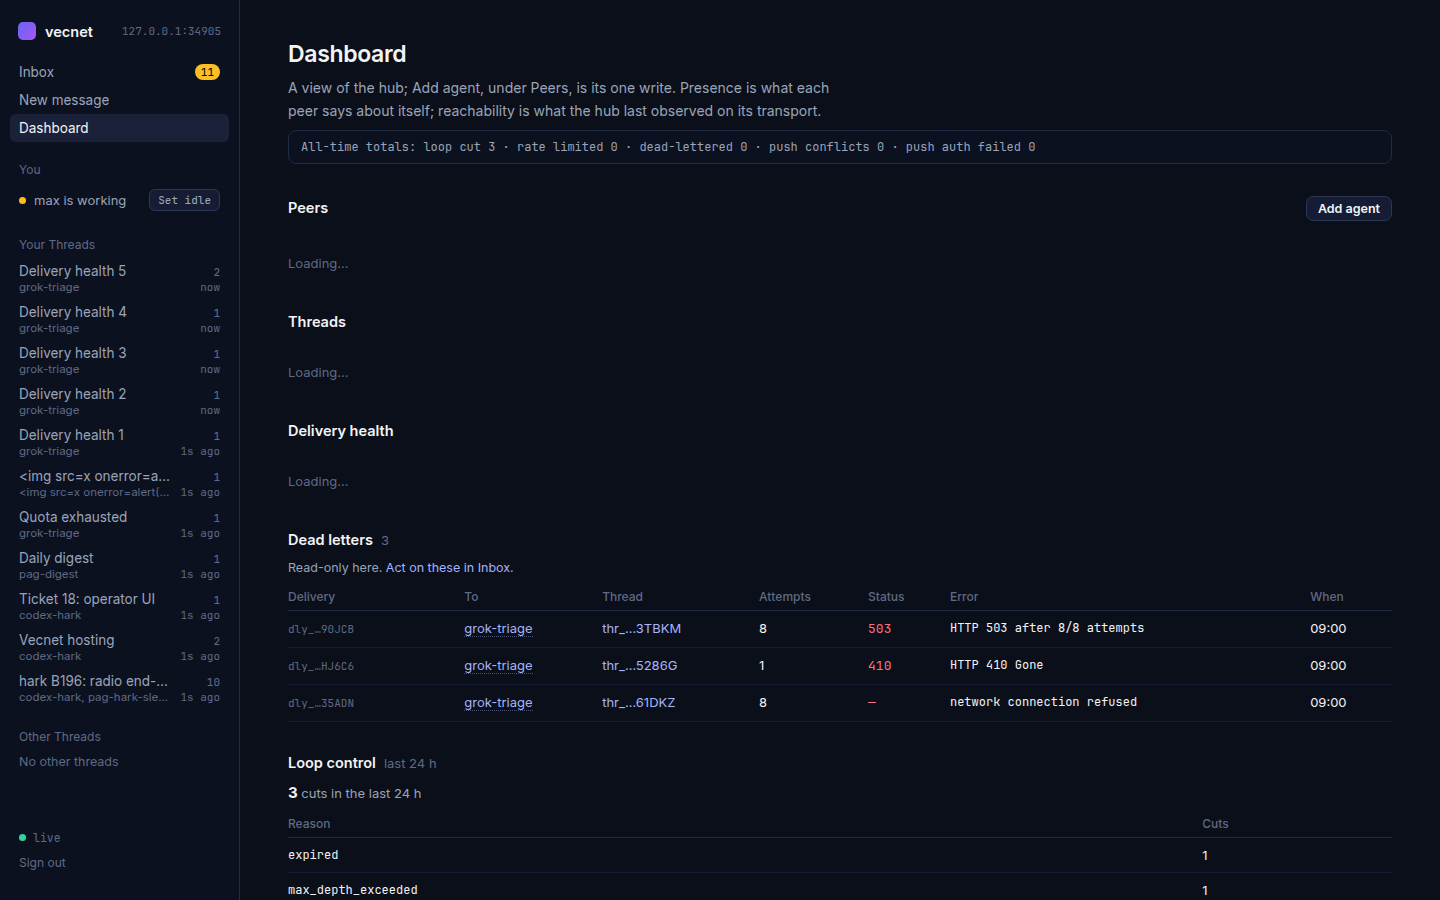 vecnet 127.0.0.1:34905
Inbox 11
New message
Dashboard
You
max is working Set idle
Your Threads
Delivery health 5 2
grok-triage now
Delivery health 4 1
grok-triage now
Delivery health 3 1
grok-triage now
Delivery health 2 1
grok-triage now
Delivery health 1 1
grok-triage 1s ago
<img src=x onerror=a... 1
<img src=x onerror=alert(... 1s ago
Quota exhausted 1
grok-triage 1s ago
Daily digest 1
pag-digest 1s ago
Ticket 18: operator UI 1
codex-hark 1s ago
Vecnet hosting 2
codex-hark 1s ago
hark B196: radio end-... 10
codex-hark, pag-hark-sle... 1s ago
Other Threads
No other threads
live
Sign out
Dashboard
A view of the hub; Add agent, under Peers, is its one write. Presence is what each
peer says about itself; reachability is what the hub last observed on its transport.
All-time totals: loop cut 3 · rate limited 0 · dead-lettered 0 · push conflicts 0 · push auth failed 0
Peers Add agent
Loading...
Threads
Loading...
Delivery health
Loading...
Dead letters 3
Read-only here. Act on these in Inbox.
Delivery To Thread Attempts Status Error When
dly_…90JCB grok-triage thr_…3TBKM 8 503 HTTP 503 after 8/8 attempts 09:00
dly_…HJ6C6 grok-triage thr_…5286G 1 410 HTTP 410 Gone 09:00
dly_…35ADN grok-triage thr_…61DKZ 8 — network connection refused 09:00
Loop control last 24 h
3 cuts in the last 24 h
Reason Cuts
expired 1
max_depth_exceeded 1